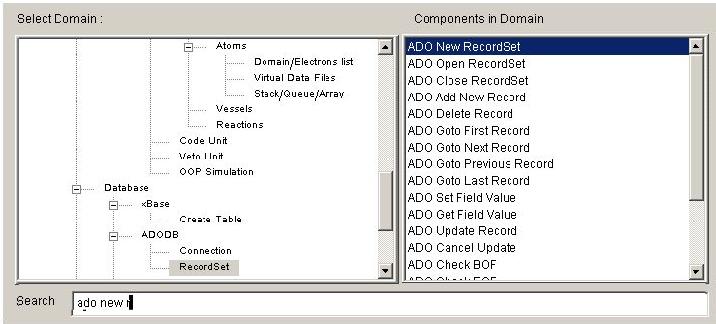 Select Domain :
Components in Domain
Atoms
Domain/Electrons list
Virtual Data Files
Stack/Queue/Array
Vessels
Reactions
Code Unit
Veto Unit
OOP Simulation
Database
xBase
Create Table
ADODB
Connection
RecordSet
ADO New RecordSet
ADO Open RecordSet
ADO Close RecordSet
ADO Add New Record
ADO Delete Record
ADO Goto First Record
ADO Goto Next Record
ADO Goto Previous Record
ADO Goto Last Record
ADO Set Field Value
ADO Get Field Value
ADO Update Record
ADO Cancel Update
ADO Check BOF
ADO Check EOF
Search
ado new r